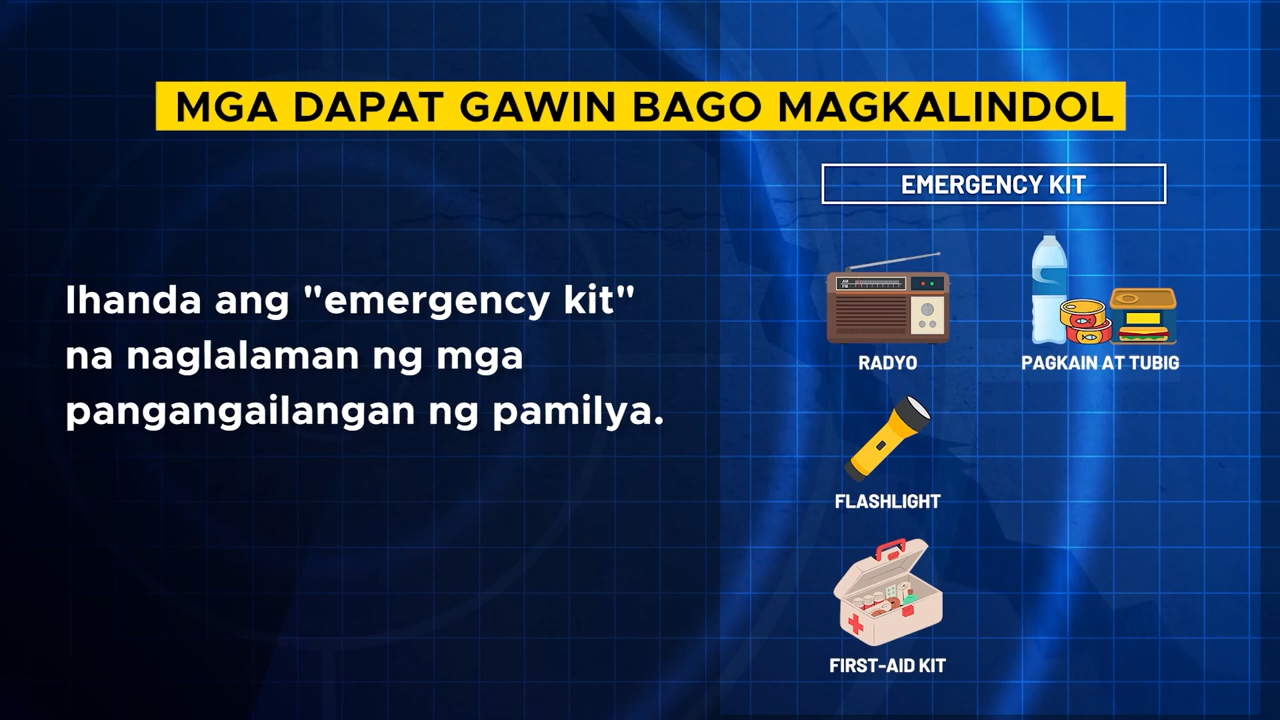 MGA DAPAT GAWIN BAGO MAGKALINDOL
Ihanda ang "emergency kit"
na naglalaman ng mga
pangangailangan ng pamilya.
EMERGENCY KIT
RADYO
PAGKAIN AT TUBIG
FLASHLIGHT
FIRST-AID KIT